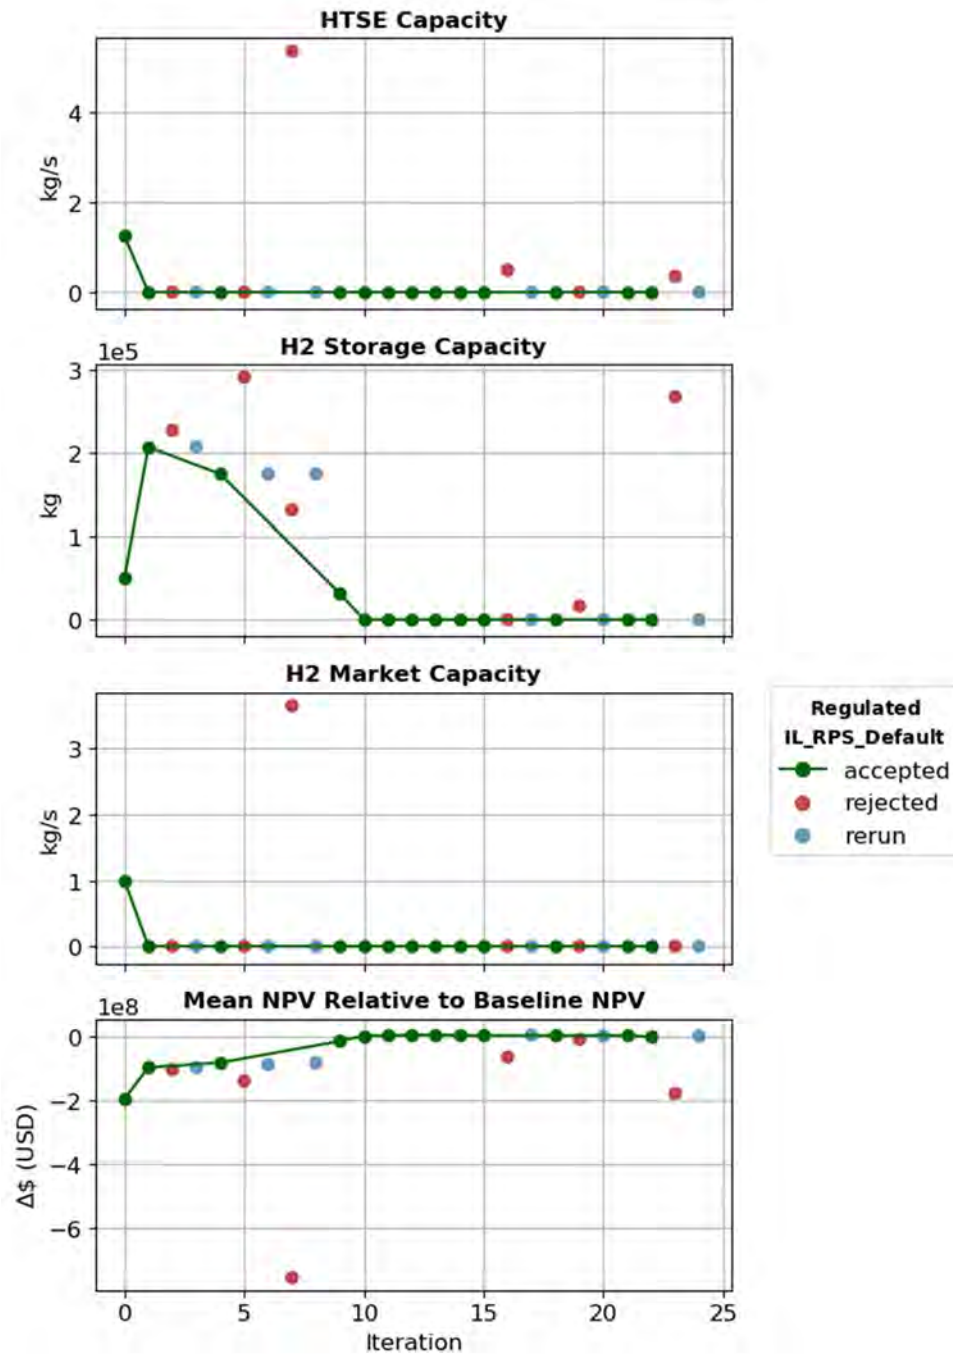 HTSE Capacity
4
2
0
kg/s
1e5
H2 Storage Capacity
3
2
1
0
kg
H2 Market Capacity
3
2
1
0
kg/s
Regulated
IL_RPS_Default
accepted
rejected
rerun
1e8
Mean NPV Relative to Baseline NPV
0
−2
−4
−6
Δ$ (USD)
0 5 10 15 20 25
Iteration